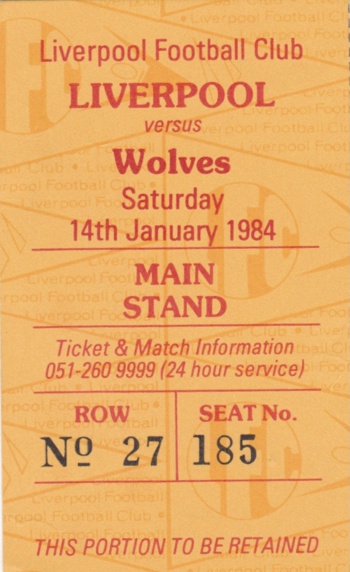 Liverpool Football Club
LIVERPOOL
versus
Wolves
Saturday
14th January 1984
MAIN
STAND
Ticket & Match Information
051-260 9999 (24 hour service)
ROW SEAT No.
Nº 27 185
THIS PORTION TO BE RETAINED